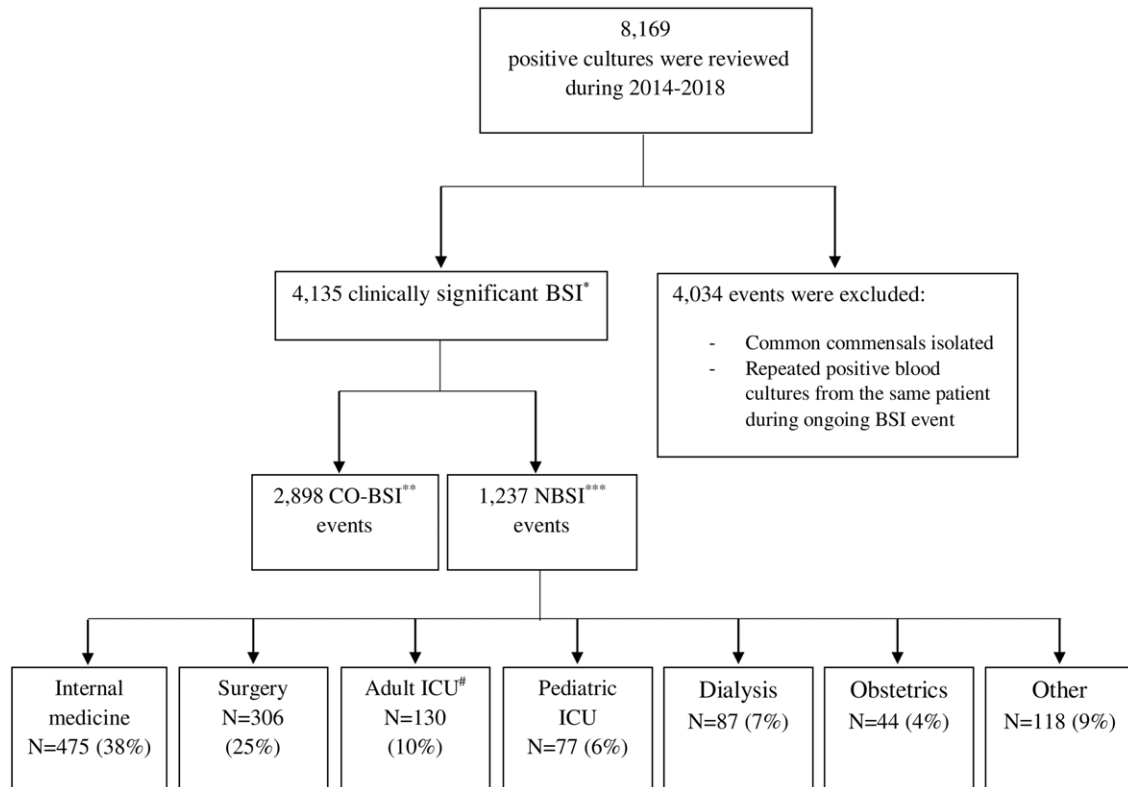 8,169
positive cultures were reviewed
during 2014-2018
4,135 clinically significant BSI*
4,034 events were excluded:
- Common commensals isolated
- Repeated positive blood
cultures from the same patient
during ongoing BSI event
2,898 CO-BSI**
events
1,237 NBSI***
events
Internal
medicine
N=475 (38%)
Surgery
N=306
(25%)
Adult ICU#
N=130
(10%)
Pediatric
ICU
N=77 (6%)
Dialysis
N=87 (7%)
Obstetrics
N=44 (4%)
Other
N=118 (9%)